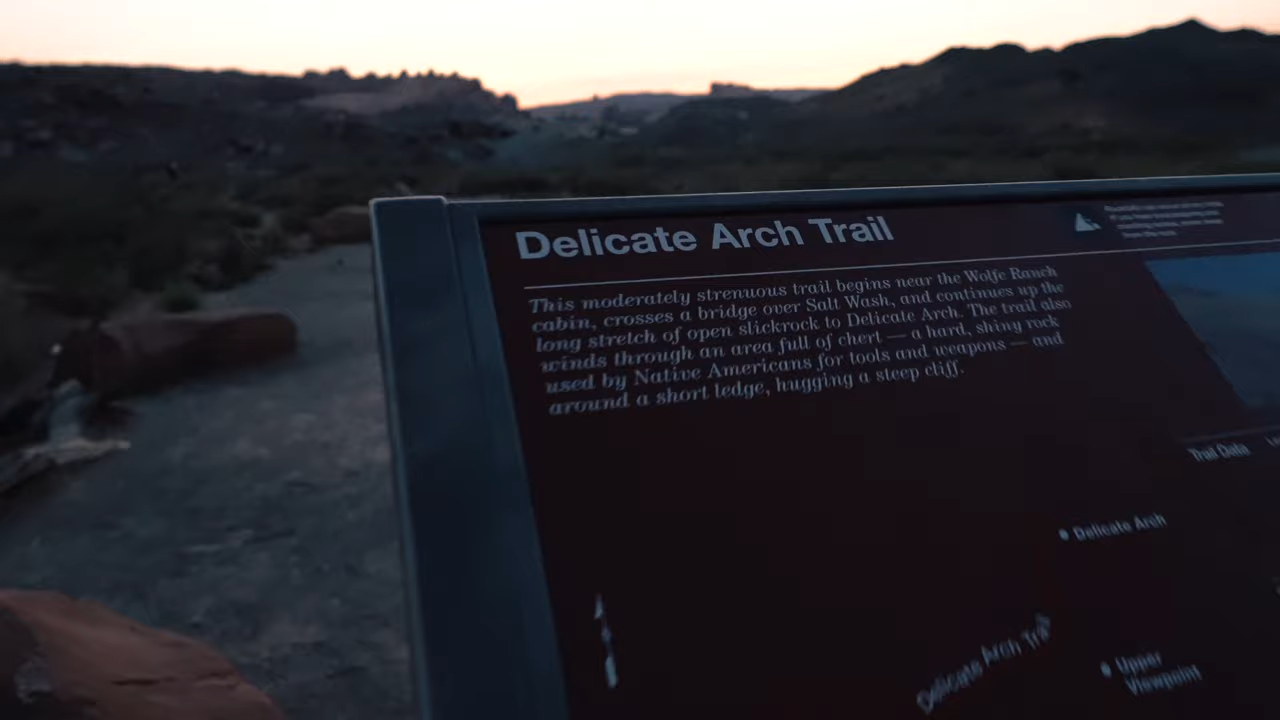 Delicate Arch Trail
This moderately strenuous trail begins near the Wolfe Ranch
cabin, crosses a bridge over Salt Wash, and continues up the
long stretch of open slickrock to Delicate Arch. The trail also
winds through an area full of chert — a hard, shiny rock
used by Native Americans for tools and weapons — and
around a short ledge, hugging a steep cliff.
Trail Data
Delicate Arch
Delicate Arch Trail
Upper
Viewpoint